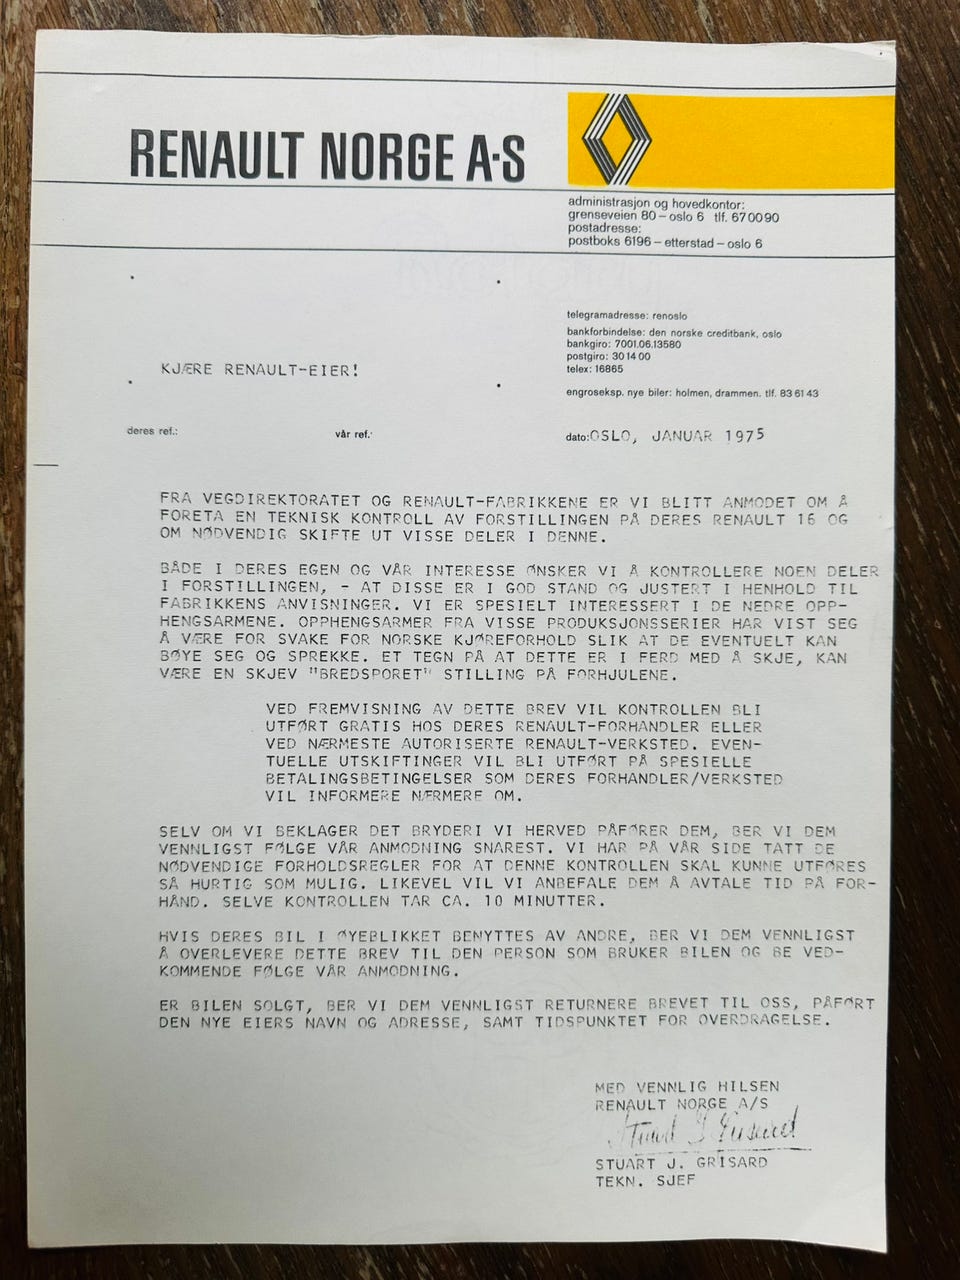 RENAULT NORGE A·S
administrasjon og hovedkontor:
grenseveien 80 – oslo 6 tlf. 67 00 90
postadresse:
postboks 6196 – etterstad – oslo 6
telegramadresse: renoslo
bankforbindelse: den norske creditbank, oslo
bankgiro: 7001.06.13580
postgiro: 30 14 00
telex: 16865
engroseksp. nye biler: holmen, drammen. tlf. 83 61 43
KJÆRE RENAULT-EIER!
deres ref.: vår ref.: dato: OSLO, JANUAR 1975
FRA VEGDIREKTORATET OG RENAULT-FABRIKKENE ER VI BLITT ANMODET OM Å
FORETA EN TEKNISK KONTROLL AV FORSTILLINGEN PÅ DERES RENAULT 16 OG
OM NØDVENDIG SKIFTE UT VISSE DELER I DENNE.
BÅDE I DERES EGEN OG VÅR INTERESSE ØNSKER VI Å KONTROLLERE NOEN DELER
I FORSTILLINGEN, - AT DISSE ER I GOD STAND OG JUSTERT I HENHOLD TIL
FABRIKKENS ANVISNINGER. VI ER SPESIELT INTERESSERT I DE NEDRE OPP-
HENGSARMENE. OPPHENGSARMER FRA VISSE PRODUKSJONSSERIER HAR VIST SEG
Å VÆRE FOR SVAKE FOR NORSKE KJØREFORHOLD SLIK AT DE EVENTUELT KAN
BØYE SEG OG SPREKKE. ET TEGN PÅ AT DETTE ER I FERD MED Å SKJE, KAN
VÆRE EN SKJEV "BREDSPORET" STILLING PÅ FORHJULENE.
VED FREMVISNING AV DETTE BREV VIL KONTROLLEN BLI
UTFØRT GRATIS HOS DERES RENAULT-FORHANDLER ELLER
VED NÆRMESTE AUTORISERTE RENAULT-VERKSTED. EVEN-
TUELLE UTSKIFTINGER VIL BLI UTFØRT PÅ SPESIELLE
BETALINGSBETINGELSER SOM DERES FORHANDLER/VERKSTED
VIL INFORMERE NÆRMERE OM.
SELV OM VI BEKLAGER DET BRYDERI VI HERVED PÅFØRER DEM, BER VI DEM
VENNLIGST FØLGE VÅR ANMODNING SNAREST. VI HAR PÅ VÅR SIDE TATT DE
NØDVENDIGE FORHOLDSREGLER FOR AT DENNE KONTROLLEN SKAL KUNNE UTFØRES
SÅ HURTIG SOM MULIG. LIKEVEL VIL VI ANBEFALE DEM Å AVTALE TID PÅ FOR-
HÅND. SELVE KONTROLLEN TAR CA. 10 MINUTTER.
HVIS DERES BIL I ØYEBLIKKET BENYTTES AV ANDRE, BER VI DEM VENNLIGST
Å OVERLEVERE DETTE BREV TIL DEN PERSON SOM BRUKER BILEN OG BE VED-
KOMMENDE FØLGE VÅR ANMODNING.
ER BILEN SOLGT, BER VI DEM VENNLIGST RETURNERE BREVET TIL OSS, PÅFØRT
DEN NYE EIERS NAVN OG ADRESSE, SAMT TIDSPUNKTET FOR OVERDRAGELSE.
MED VENNLIG HILSEN
RENAULT NORGE A/S
Stuart J Grisard
STUART J. GRISARD
TEKN. SJEF